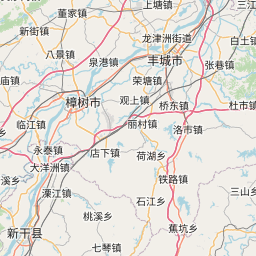 上塘镇
三江
董家镇
新街镇
龙津洲街道
白土镇
八景镇
泉港镇
丰城市
张巷镇
庙镇
荣塘镇
樟树市
观上镇
桥东镇
杜市镇
临江镇
丽村镇
洛市镇
永泰镇
店下镇
荷湖乡
大洋洲镇
溪乡
溧江镇
铁路镇
三山乡
石江乡
桃溪乡
新干县
蕉坑乡
七琴镇